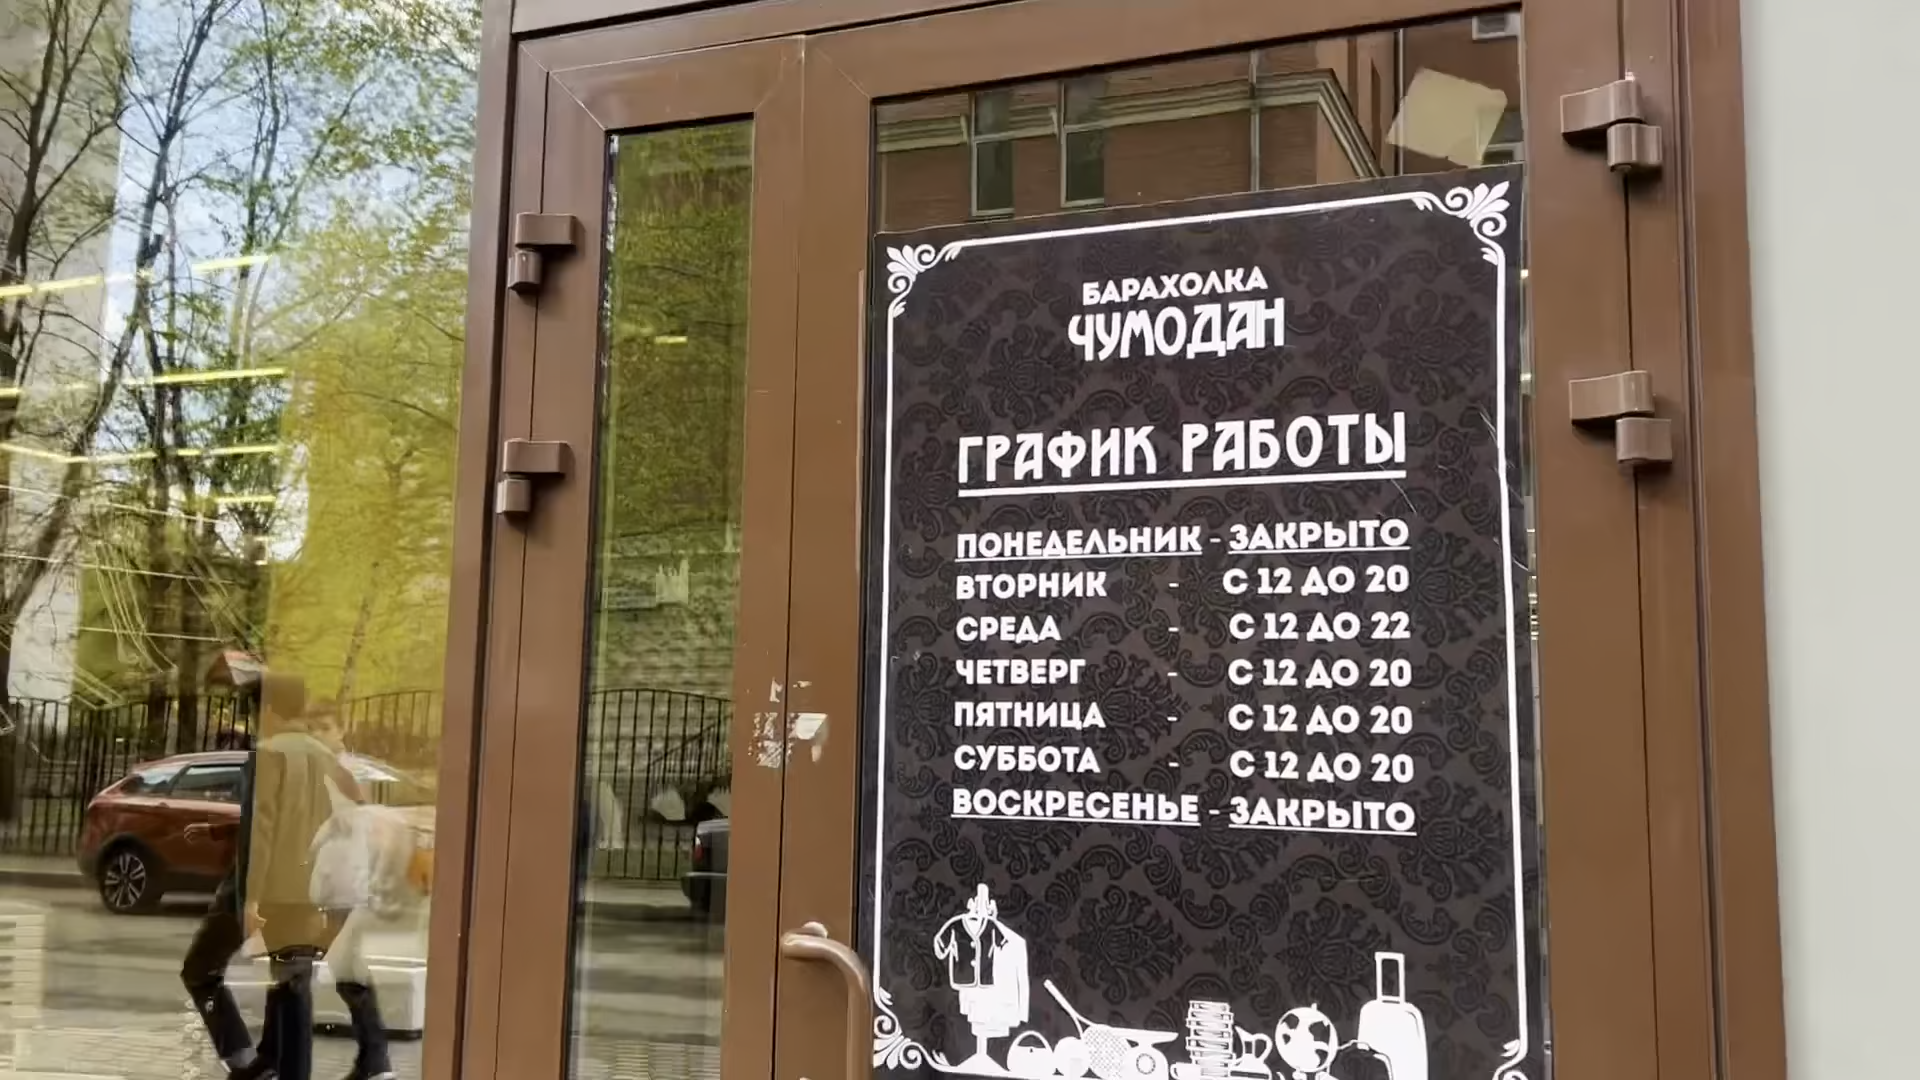 БАРАХОЛКА
ЧУМОДАН
ГРАФИК РАБОТЫ
ПОНЕДЕЛЬНИК - ЗАКРЫТО
ВТОРНИК - С 12 ДО 20
СРЕДА - С 12 ДО 22
ЧЕТВЕРГ - С 12 ДО 20
ПЯТНИЦА - С 12 ДО 20
СУББОТА - С 12 ДО 20
ВОСКРЕСЕНЬЕ - ЗАКРЫТО